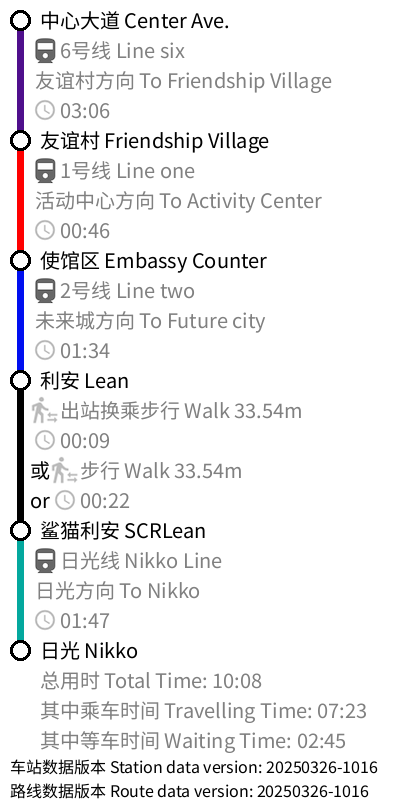 中心大道 Center Ave.
6号线 Line six
友谊村方向 To Friendship Village
03:06
友谊村 Friendship Village
1号线 Line one
活动中心方向 To Activity Center
00:46
使馆区 Embassy Counter
2号线 Line two
未来城方向 To Future city
01:34
利安 Lean
出站换乘步行 Walk 33.54m
00:09
或 步行 Walk 33.54m
or 00:22
鲨猫利安 SCRLean
日光线 Nikko Line
日光方向 To Nikko
01:47
日光 Nikko
总用时 Total Time: 10:08
其中乘车时间 Travelling Time: 07:23
其中等车时间 Waiting Time: 02:45
车站数据版本 Station data version: 20250326-1016
路线数据版本 Route data version: 20250326-1016